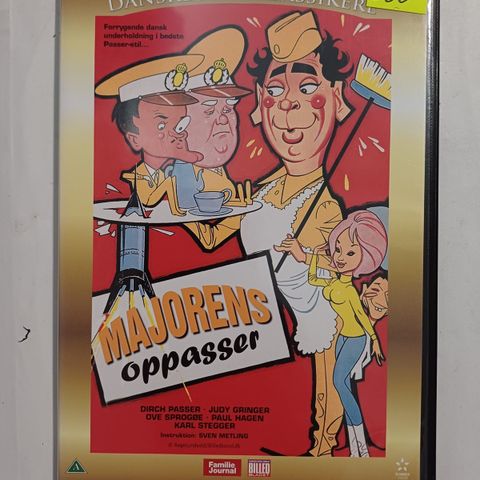 Forrygende dansk
underholdning i bedste
Passer-stil...
MAJORENS
oppasser
DIRCH PASSER · JUDY GRINGER
OVE SPROGØE · PAUL HAGEN
KARL STEGGER
Instruktion: SVEN METHLING
A
Familie
Journal
BILLED